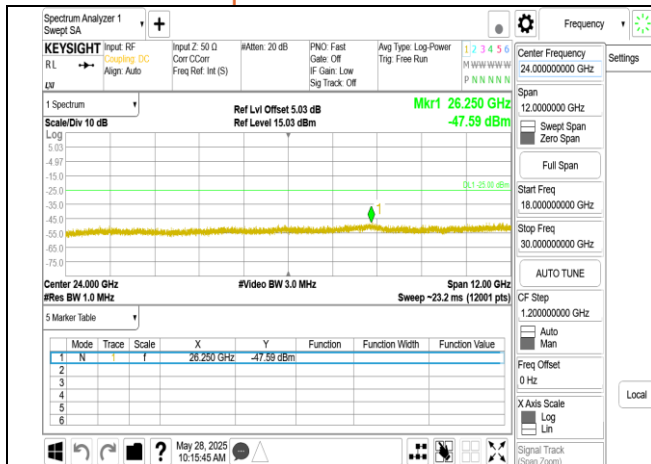 Spectrum Analyzer 1
Swept SA
Frequency
KEYSIGHT
RL
Input: RF
Coupling: DC
Align: Auto
Input Z: 50 Ω
Corr CCorr
Freq Ref: Int (S)
#Atten: 20 dB
PNO: Fast
Gate: Off
IF Gain: Low
Sig Track: Off
Avg Type: Log-Power
Trig: Free Run
1 2 3 4 5 6
M W W W W W
P N N N N N
LXI
1 Spectrum
Scale/Div 10 dB
Ref Lvl Offset 5.03 dB
Ref Level 15.03 dBm
Mkr1 26.250 GHz
-47.59 dBm
Log
5.03
-4.97
-15.0
-25.0
-35.0
-45.0
-55.0
-65.0
-75.0
DL1 -25.00 dBm
1
Center 24.000 GHz
#Video BW 3.0 MHz
Span 12.00 GHz
#Res BW 1.0 MHz
Sweep ~23.2 ms (12001 pts)
5 Marker Table
Mode Trace Scale X Y Function Function Width Function Value
1 N 1 f 26.250 GHz -47.59 dBm
2
3
4
5
6
May 28, 2025
10:15:45 AM
?
Center Frequency
24.000000000 GHz
Span
12.0000000 GHz
Swept Span
Zero Span
Full Span
Start Freq
18.000000000 GHz
Stop Freq
30.000000000 GHz
AUTO TUNE
CF Step
1.200000000 GHz
Auto
Man
Freq Offset
0 Hz
X Axis Scale
Log
Lin
Signal Track
(Span Zoom)
Settings
Local